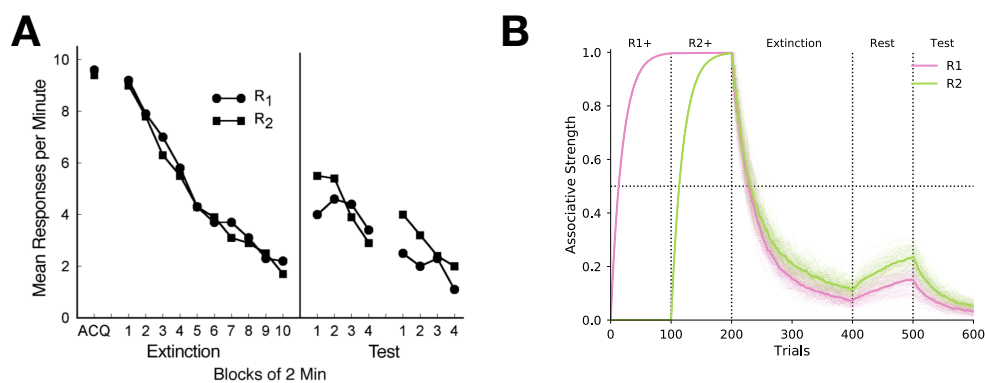 A
Mean Responses per Minute
10
8
6
4
2
0
R1
R2
ACQ 1 2 3 4 5 6 7 8 9 10
1 2 3 4
1 2 3 4
Extinction
Test
Blocks of 2 Min
B
R1+ R2+ Extinction Rest Test
Associative Strength
1.0
0.8
0.6
0.4
0.2
0.0
R1
R2
0 100 200 300 400 500 600
Trials